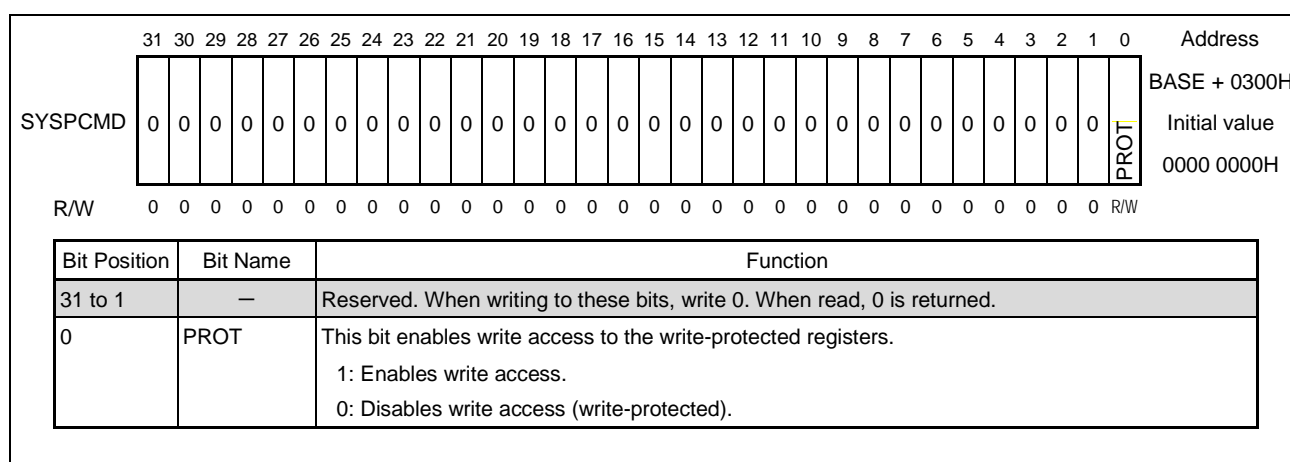 31 30 29 28 27 26 25 24 23 22 21 20 19 18 17 16 15 14 13 12 11 10 9 8 7 6 5 4 3 2 1 0 Address
BASE + 0300H
SYSPCMD 0 0 0 0 0 0 0 0 0 0 0 0 0 0 0 0 0 0 0 0 0 0 0 0 0 0 0 0 0 0 0 PROT Initial value
0000 0000H
R/W 0 0 0 0 0 0 0 0 0 0 0 0 0 0 0 0 0 0 0 0 0 0 0 0 0 0 0 0 0 0 0 R/W
Bit Position Bit Name Function
31 to 1 — Reserved. When writing to these bits, write 0. When read, 0 is returned.
0 PROT This bit enables write access to the write-protected registers.
1: Enables write access.
0: Disables write access (write-protected).